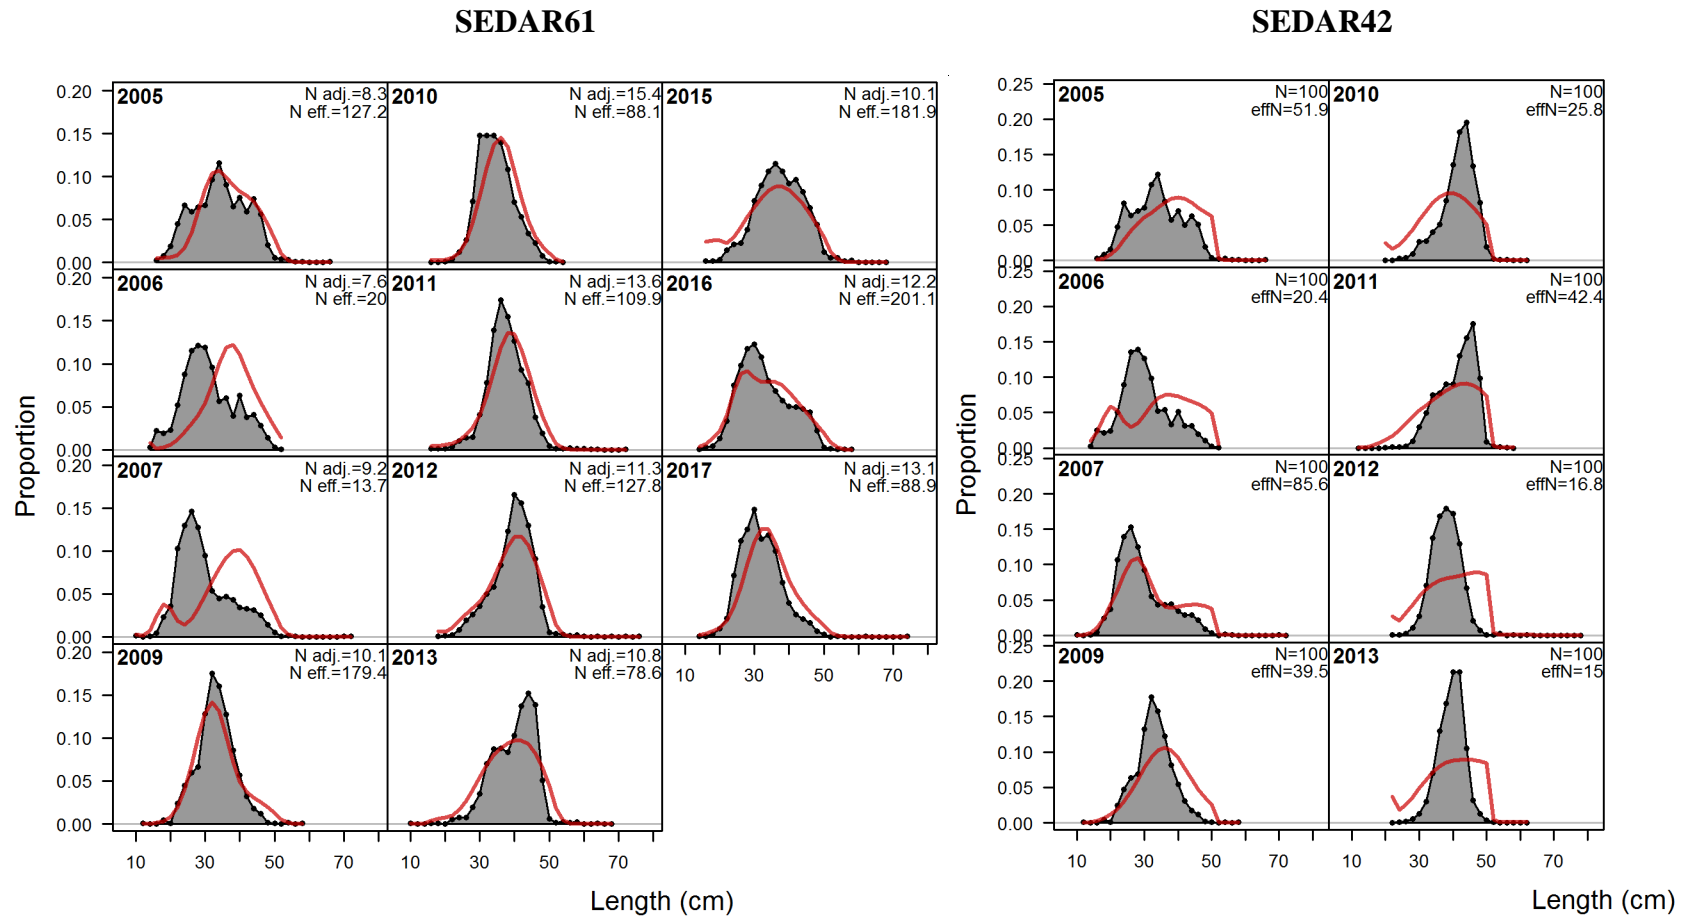 SEDAR61
SEDAR42
Proportion
0.20
0.15
0.10
0.05
0.00
2005
N adj.=8.3
N eff.=127.2
2010
N adj.=15.4
N eff.=88.1
2015
N adj.=10.1
N eff.=181.9
0.20
0.15
0.10
0.05
0.00
2006
N adj.=7.6
N eff.=20
2011
N adj.=13.6
N eff.=109.9
2016
N adj.=12.2
N eff.=201.1
0.20
0.15
0.10
0.05
0.00
2007
N adj.=9.2
N eff.=13.7
2012
N adj.=11.3
N eff.=127.8
2017
N adj.=13.1
N eff.=88.9
0.20
0.15
0.10
0.05
0.00
2009
N adj.=10.1
N eff.=179.4
2013
N adj.=10.8
N eff.=78.6
10 30 50 70
10 30 50 70
10 30 50 70
Length (cm)
Proportion
0.25
0.20
0.15
0.10
0.05
0.00
2005
N=100
effN=51.9
2010
N=100
effN=25.8
0.25
0.20
0.15
0.10
0.05
0.00
2006
N=100
effN=20.4
2011
N=100
effN=42.4
0.25
0.20
0.15
0.10
0.05
0.00
2007
N=100
effN=85.6
2012
N=100
effN=16.8
0.25
0.20
0.15
0.10
0.05
0.00
2009
N=100
effN=39.5
2013
N=100
effN=15
10 30 50 70
10 30 50 70
Length (cm)